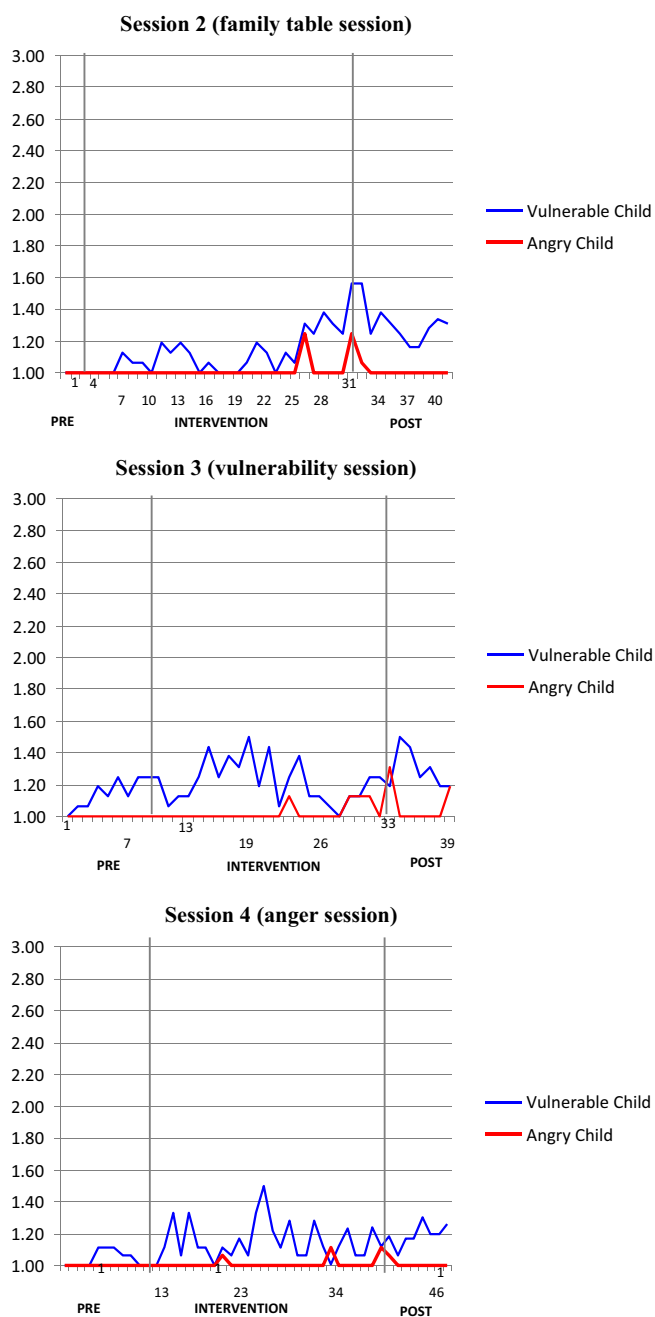 Session 2 (family table session)
3.00
2.80
2.60
2.40
2.20
2.00
1.80
1.60
1.40
1.20
1.00
Vulnerable Child
Angry Child
1 4 31
7 10 13 16 19 22 25 28 34 37 40
PRE INTERVENTION POST
Session 3 (vulnerability session)
3.00
2.80
2.60
2.40
2.20
2.00
1.80
1.60
1.40
1.20
1.00
Vulnerable Child
Angry Child
1 13 33
7 19 26 39
PRE INTERVENTION POST
Session 4 (anger session)
3.00
2.80
2.60
2.40
2.20
2.00
1.80
1.60
1.40
1.20
1.00
Vulnerable Child
Angry Child
1 1 1
13 23 34 46
PRE INTERVENTION POST